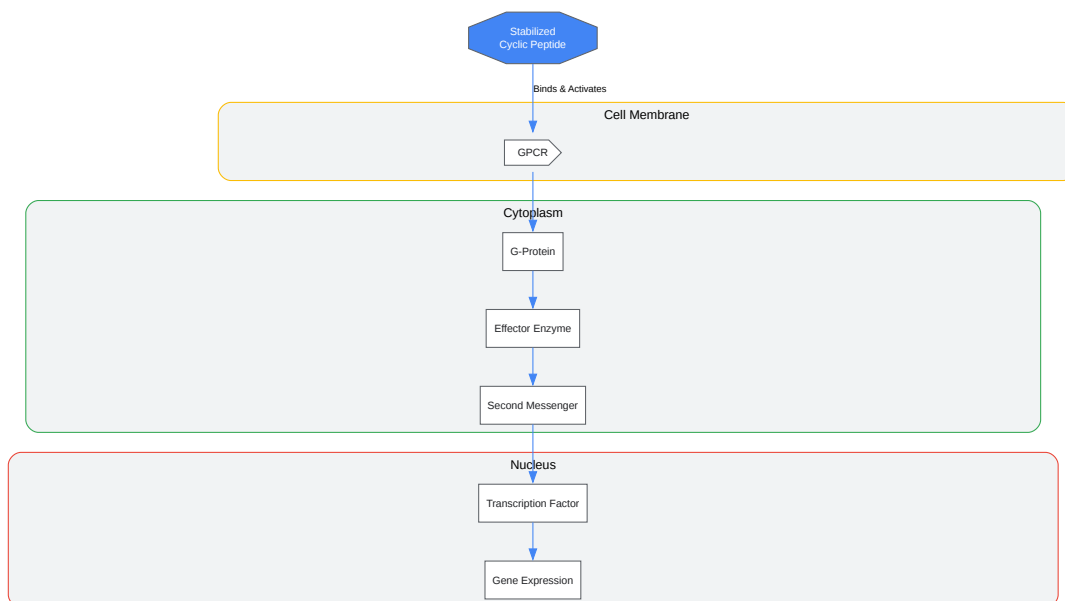 Stabilized
Cyclic Peptide
Binds & Activates
Cell Membrane
GPCR
Cytoplasm
G-Protein
Effector Enzyme
Second Messenger
Nucleus
Transcription Factor
Gene Expression